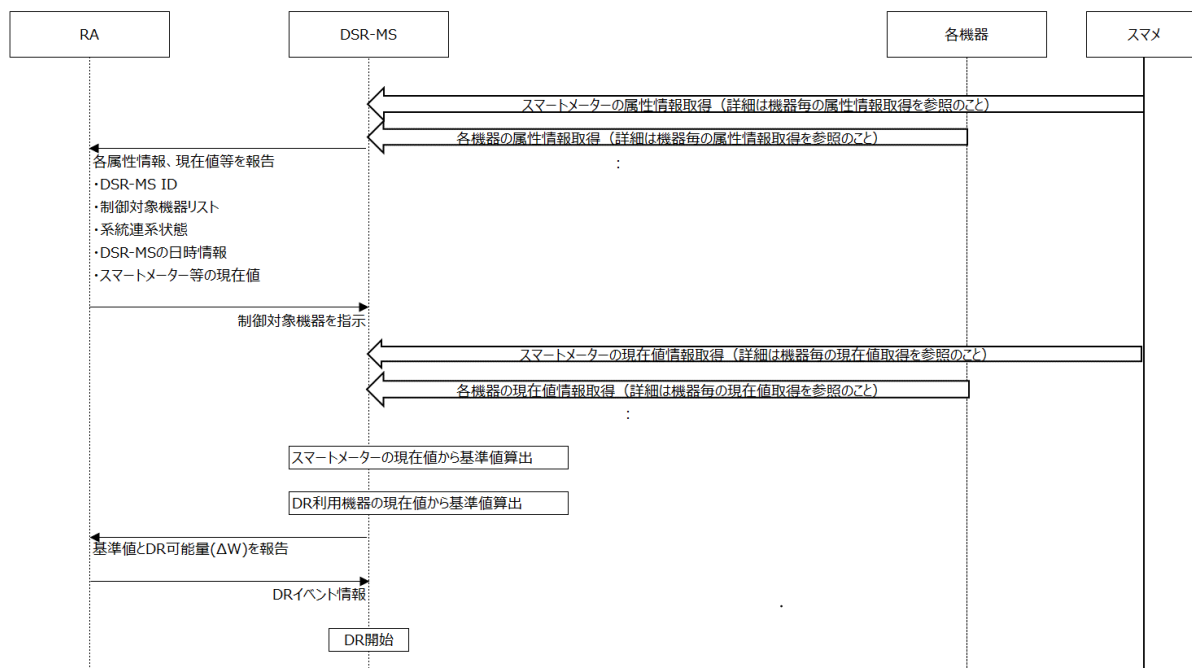 RA
DSR-MS
各機器
スマメ
スマートメーターの属性情報取得（詳細は機器毎の属性情報取得を参照のこと）
各機器の属性情報取得（詳細は機器毎の属性情報取得を参照のこと）
：
各属性情報、現在値等を報告
・DSR-MS ID
・制御対象機器リスト
・系統連系状態
・DSR-MSの日時情報
・スマートメーター等の現在値
制御対象機器を指示
スマートメーターの現在値情報取得（詳細は機器毎の現在値取得を参照のこと）
各機器の現在値情報取得（詳細は機器毎の現在値取得を参照のこと）
：
スマートメーターの現在値から基準値算出
DR利用機器の現在値から基準値算出
基準値とDR可能量(ΔW)を報告
DRイベント情報
DR開始